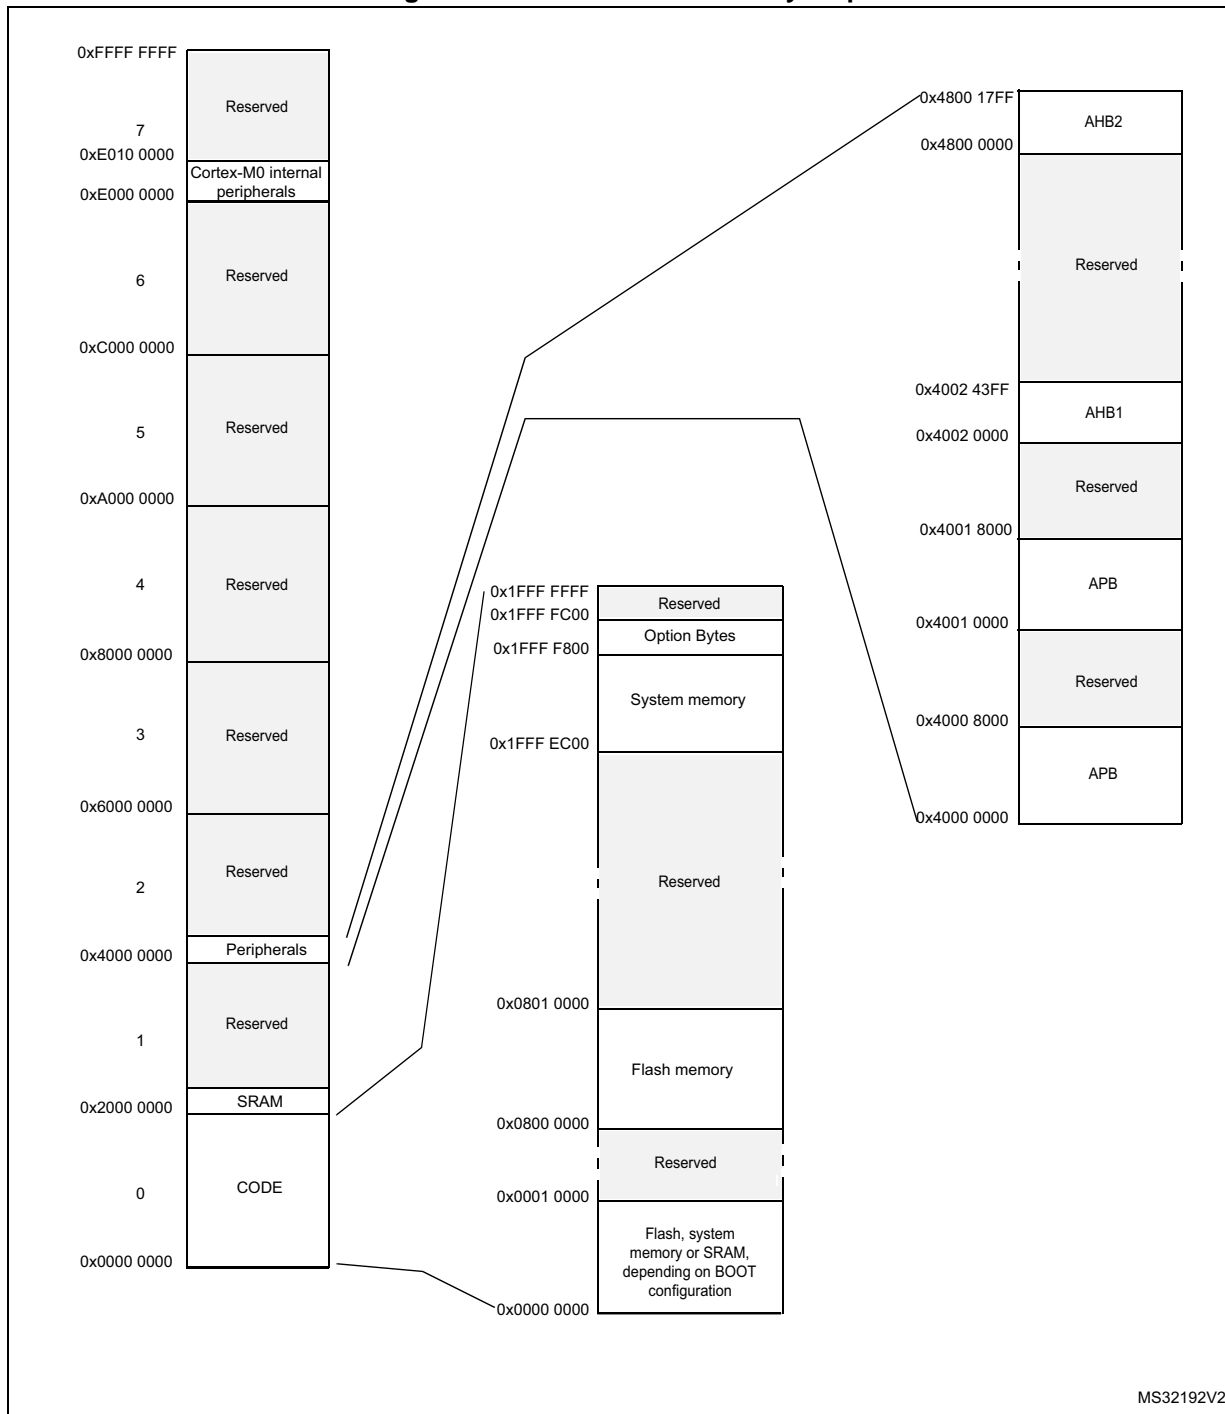 0xFFFF FFFF
Reserved
7
0xE010 0000
Cortex-M0 internal
peripherals
0xE000 0000
Reserved
6
0xC000 0000
Reserved
5
0xA000 0000
Reserved
4
0x8000 0000
Reserved
3
0x6000 0000
Reserved
2
Peripherals
0x4000 0000
Reserved
1
SRAM
0x2000 0000
CODE
0
0x0000 0000
0x1FFF FFFF
Reserved
0x1FFF FC00
Option Bytes
0x1FFF F800
System memory
0x1FFF EC00
Reserved
0x0801 0000
Flash memory
0x0800 0000
Reserved
0x0001 0000
Flash, system
memory or SRAM,
depending on BOOT
configuration
0x0000 0000
0x4800 17FF
AHB2
0x4800 0000
Reserved
0x4002 43FF
AHB1
0x4002 0000
Reserved
0x4001 8000
APB
0x4001 0000
Reserved
0x4000 8000
APB
0x4000 0000
MS32192V2